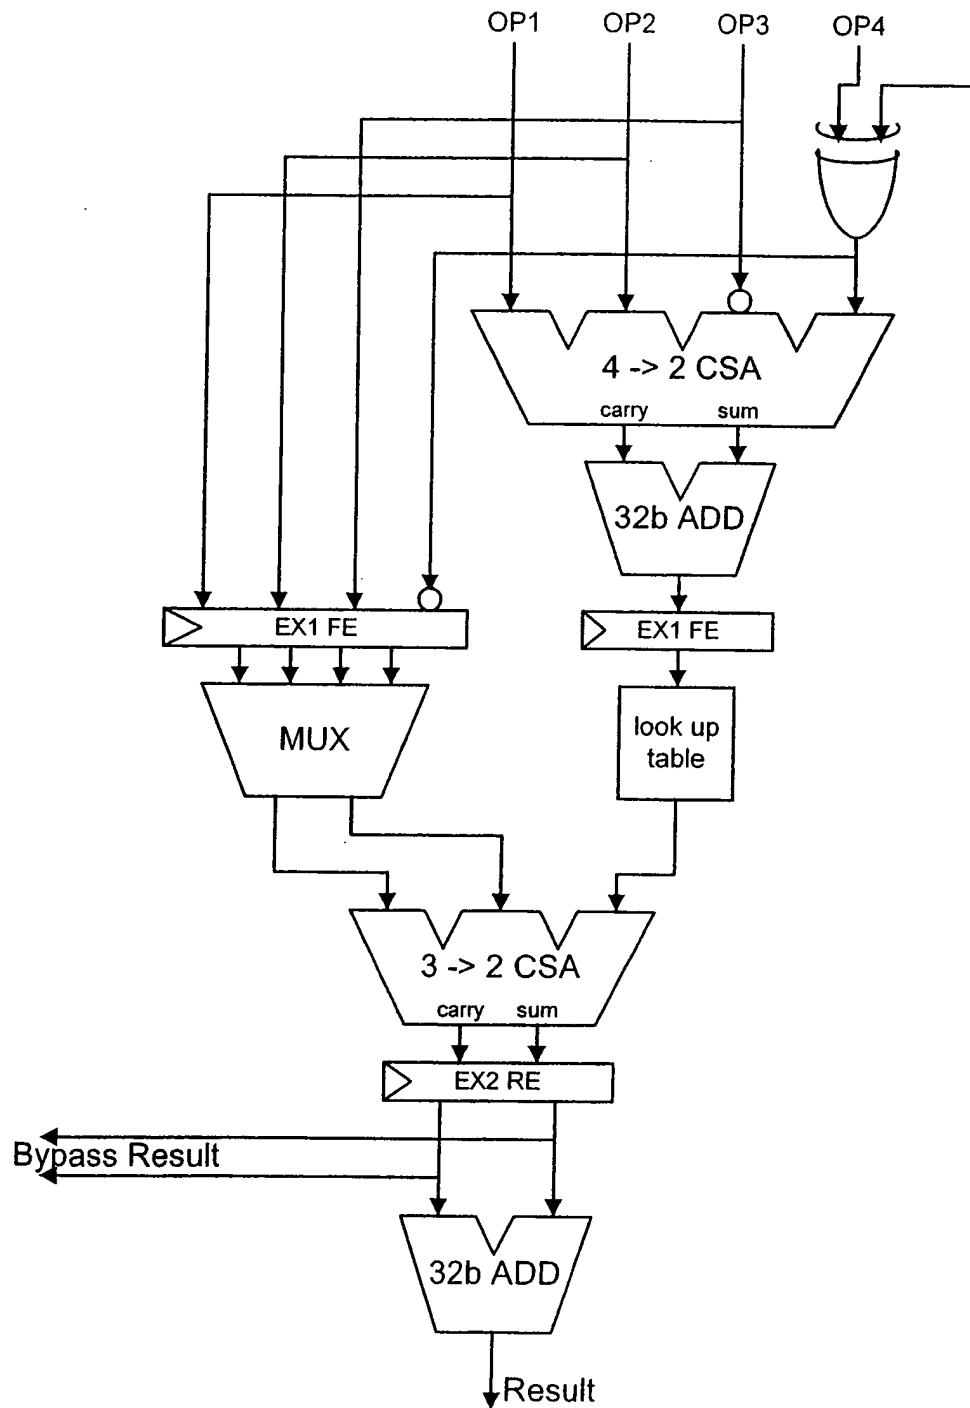 OP1 OP2 OP3 OP4
4 -> 2 CSA
carry sum
32b ADD
EX1 FE
EX1 FE
MUX
look up
table
3 -> 2 CSA
carry sum
EX2 RE
Bypass Result
32b ADD
Result